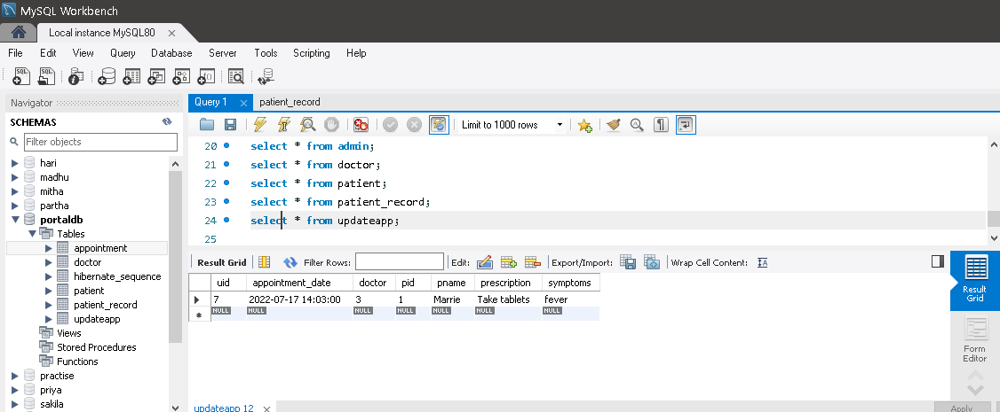 MySQL Workbench
Local instance MySQL80
File Edit View Query Database Server Tools Scripting Help
Navigator
SCHEMAS
Filter objects
hari
madhu
mitha
partha
portaldb
Tables
appointment
doctor
hibernate_sequence
patient
patient_record
updateapp
Views
Stored Procedures
Functions
practise
priya
sakila
Query 1 patient_record
Limit to 1000 rows
20 select * from admin;
21 select * from doctor;
22 select * from patient;
23 select * from patient_record;
24 select * from updateapp;
25
Result Grid Filter Rows: Edit: Export/Import: Wrap Cell Content: IA
uid appointment_date doctor pid pname prescription symptoms
7 2022-07-17 14:03:00 3 1 Marrie Take tablets fever
NULL NULL NULL NULL NULL NULL NULL
Result
Grid
Form
Editor
updateapp 12
Apply